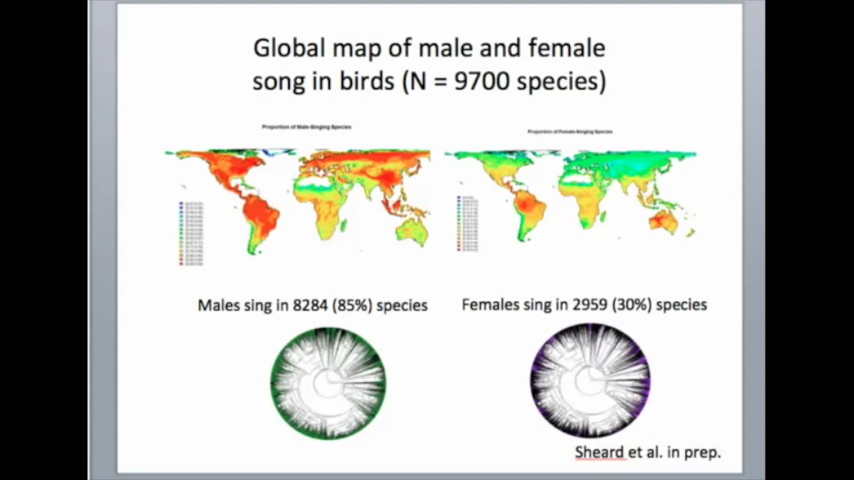 Global map of male and female
song in birds (N = 9700 species)
Proportion of Male-Singing Species
Proportion of Female-Singing Species
Males sing in 8284 (85%) species
Females sing in 2959 (30%) species
Sheard et al. in prep.